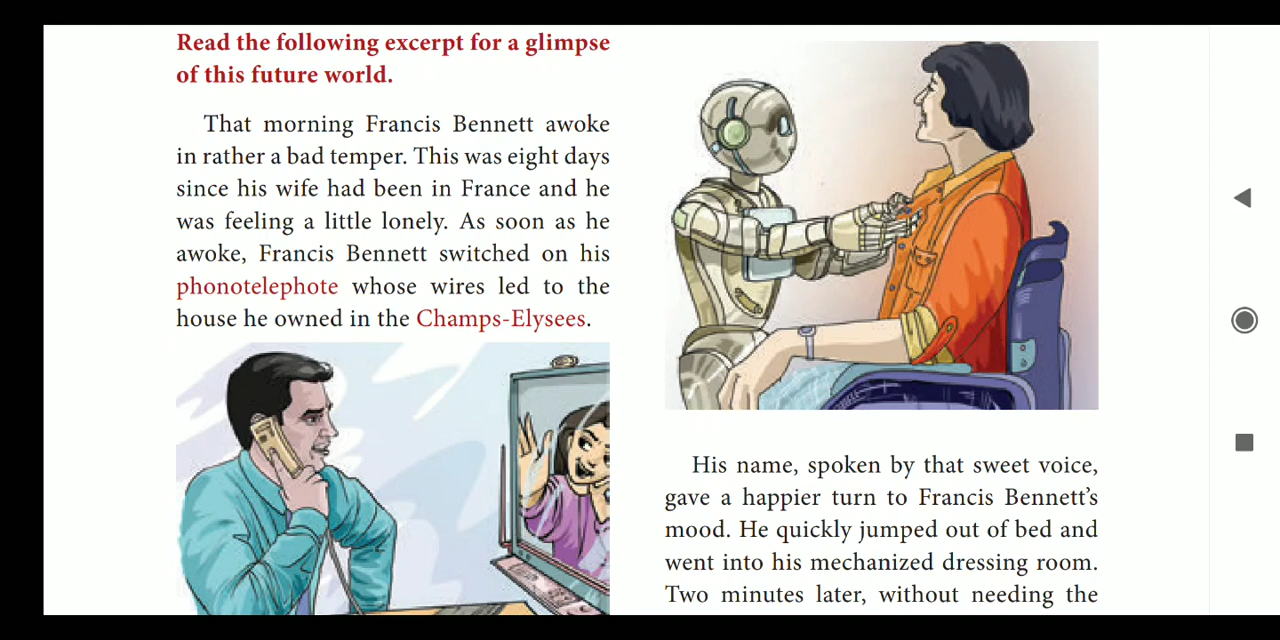 Read the following excerpt for a glimpse
of this future world.
That morning Francis Bennett awoke
in rather a bad temper. This was eight days
since his wife had been in France and he
was feeling a little lonely. As soon as he
awoke, Francis Bennett switched on his
phonotelephote whose wires led to the
house he owned in the Champs-Elysees.
His name, spoken by that sweet voice,
gave a happier turn to Francis Bennett’s
mood. He quickly jumped out of bed and
went into his mechanized dressing room.
Two minutes later, without needing the